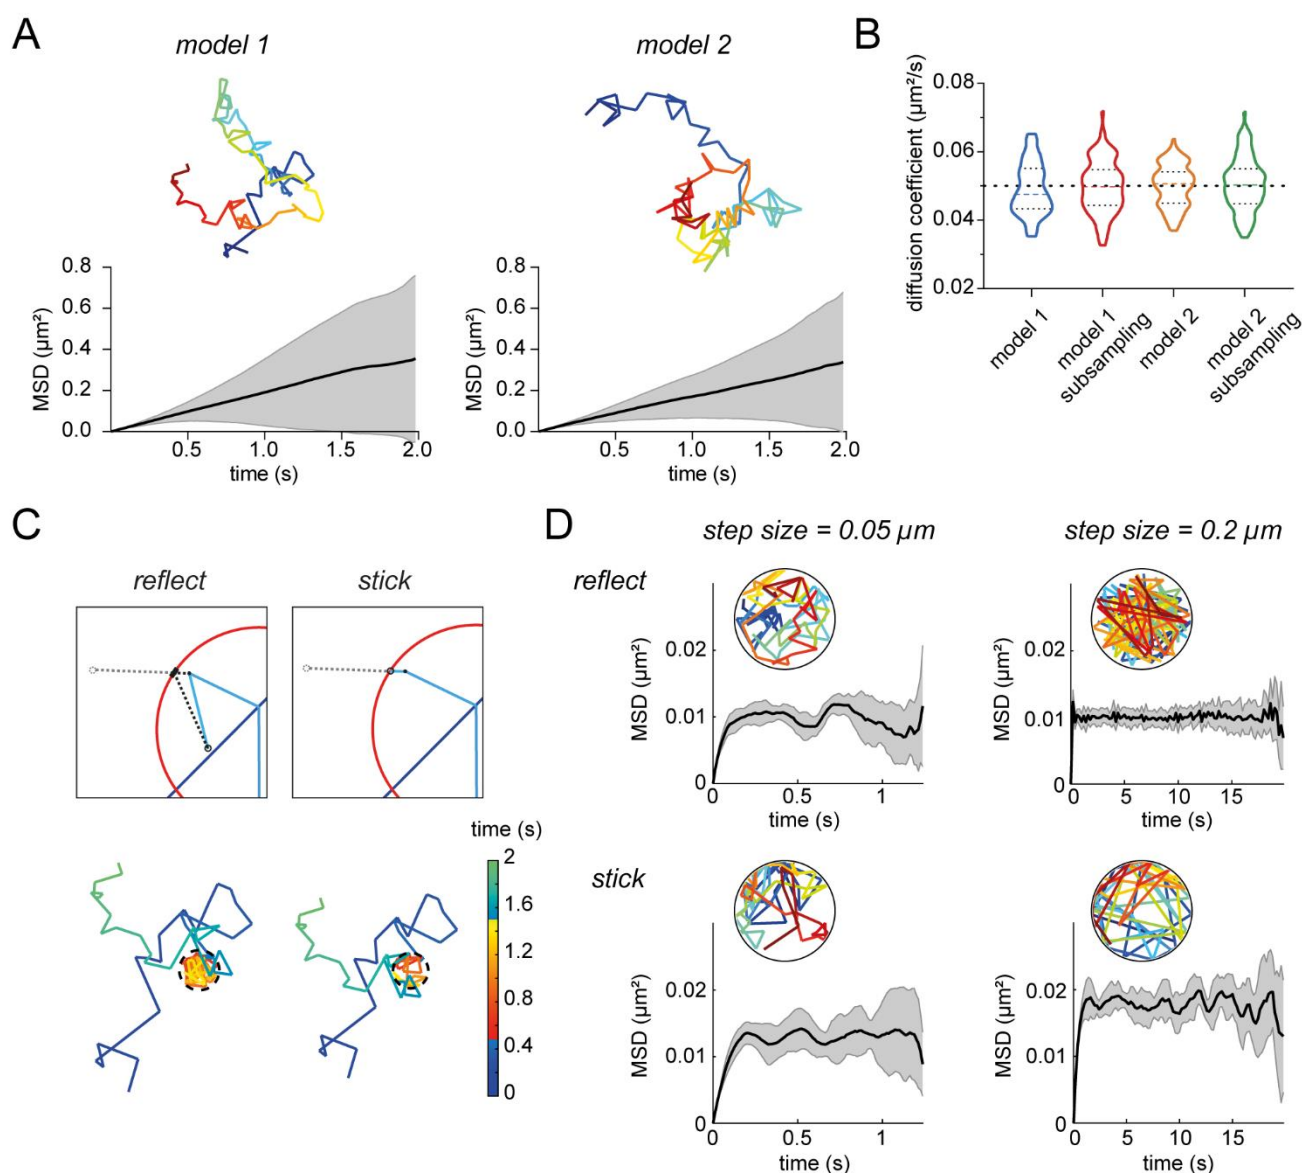 A
model 1
model 2
MSD (µm²)
0.8
0.6
0.4
0.2
0.0
0.5
1.0
1.5
2.0
time (s)
MSD (µm²)
0.8
0.6
0.4
0.2
0.0
0.5
1.0
1.5
2.0
time (s)
B
diffusion coefficient (µm²/s)
0.08
0.06
0.04
0.02
model 1
model 1
subsampling
model 2
model 2
subsampling
C
reflect
stick
time (s)
2
1.6
1.2
0.8
0.4
0
D
step size = 0.05 µm
step size = 0.2 µm
reflect
MSD (µm²)
0.02
0.01
0
0
0.5
1
time (s)
MSD (µm²)
0.02
0.01
0
0
5
10
15
time (s)
stick
MSD (µm²)
0.02
0.01
0
0
0.5
1
time (s)
MSD (µm²)
0.02
0.01
0
0
5
10
15
time (s)